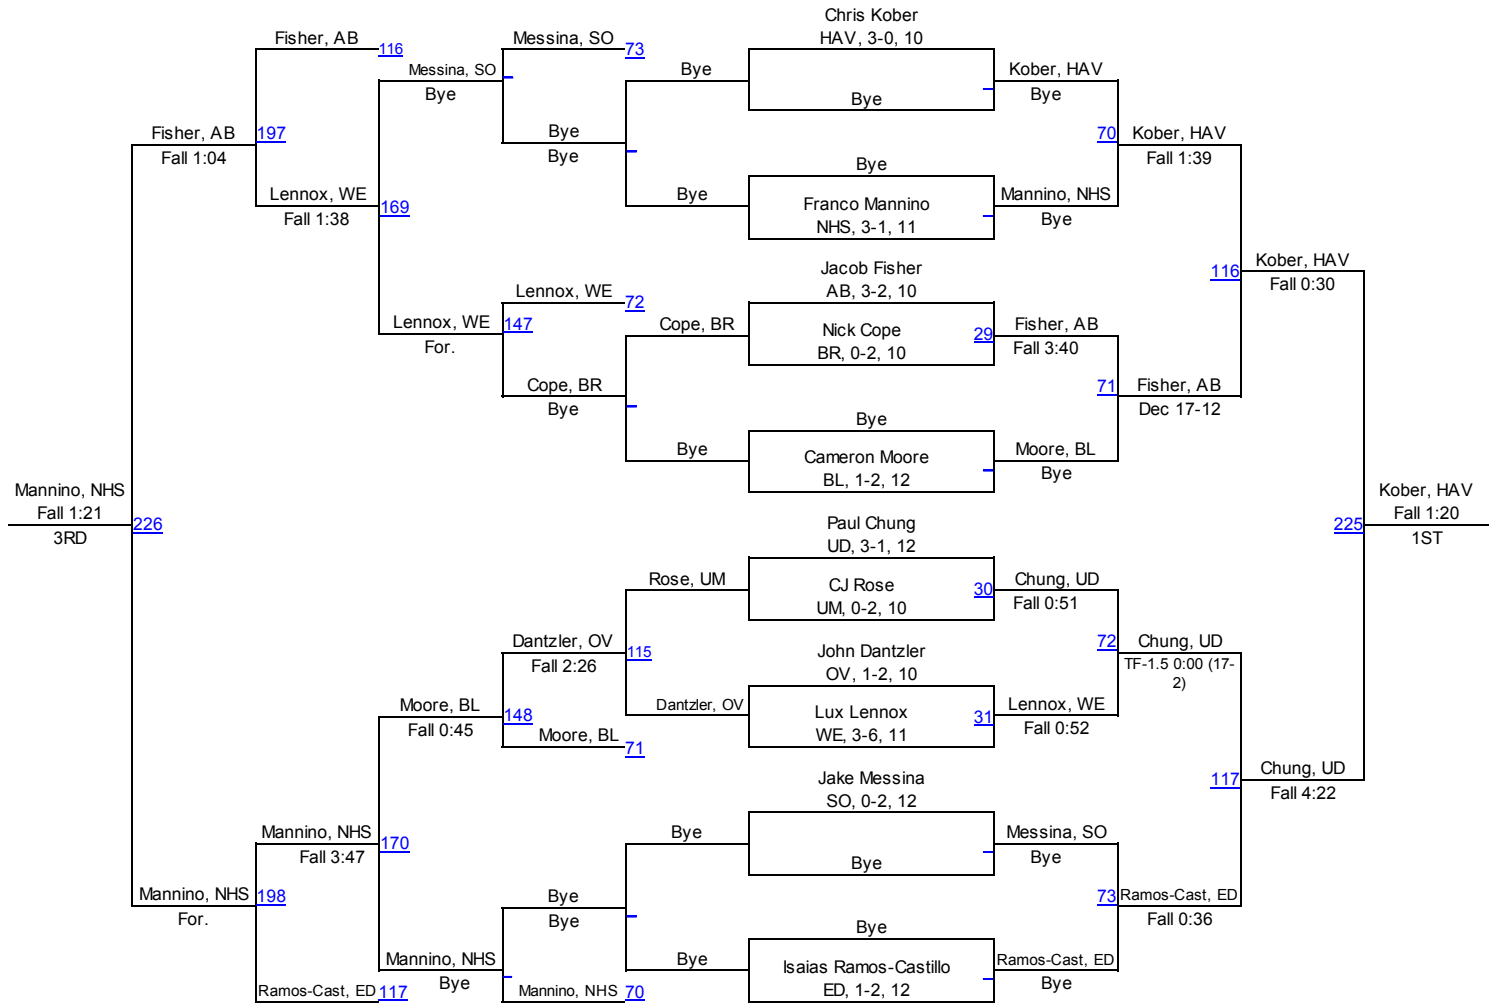 Chris Kober
HAV, 3-0, 10
Fisher, AB
116
Messina, SO
73
Messina, SO
Bye
Bye
Bye
Kober, HAV
Bye
Fisher, AB
197
Fall 1:04
Bye
Bye
70
Kober, HAV
Fall 1:39
Bye
Lennox, WE
Fall 1:38
169
Bye
Franco Mannino
NHS, 3-1, 11
Mannino, NHS
Bye
Jacob Fisher
AB, 3-2, 10
116
Kober, HAV
Fall 0:30
Lennox, WE
72
Lennox, WE
147
For.
Cope, BR
Nick Cope
BR, 0-2, 10
29
Fisher, AB
Fall 3:40
Cope, BR
Bye
71
Fisher, AB
Dec 17-12
Bye
Bye
Cameron Moore
BL, 1-2, 12
Moore, BL
Bye
Mannino, NHS
Fall 1:21
3RD
226
Kober, HAV
Fall 1:20
1ST
225
Paul Chung
UD, 3-1, 12
Rose, UM
CJ Rose
UM, 0-2, 10
30
Chung, UD
Fall 0:51
Dantzler, OV
Fall 2:26
115
John Dantzler
OV, 1-2, 10
72
Chung, UD
TF-1.5 0:00 (17-
2)
Moore, BL
Fall 0:45
148
Dantzler, OV
Lux Lennox
WE, 3-6, 11
31
Lennox, WE
Fall 0:52
Moore, BL
71
Jake Messina
SO, 0-2, 12
117
Chung, UD
Fall 4:22
Mannino, NHS
Fall 3:47
170
Bye
Bye
Messina, SO
Bye
Mannino, NHS
For.
198
Bye
Bye
73
Ramos-Cast, ED
Fall 0:36
Bye
Mannino, NHS
Bye
Bye
Isaias Ramos-Castillo
ED, 1-2, 12
Ramos-Cast, ED
Bye
Ramos-Cast, ED
117
Mannino, NHS
70